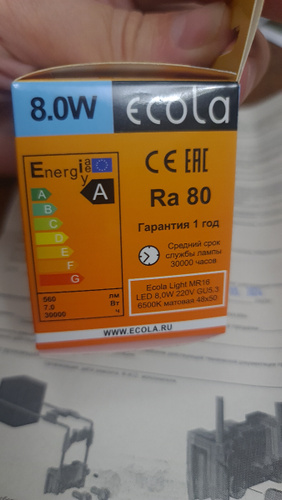 8.0W ecola
Energy
A
A
B
C
D
E
F
G
560 лм
7,0 Вт
30000 ч
CE EAC
Ra 80
Гарантия 1 год
Средний срок
службы лампы
30000 часов
Ecola Light MR16
LED 8,0W 220V GU5.3
6500K матовая 48x50
WWW.ECOLA.RU